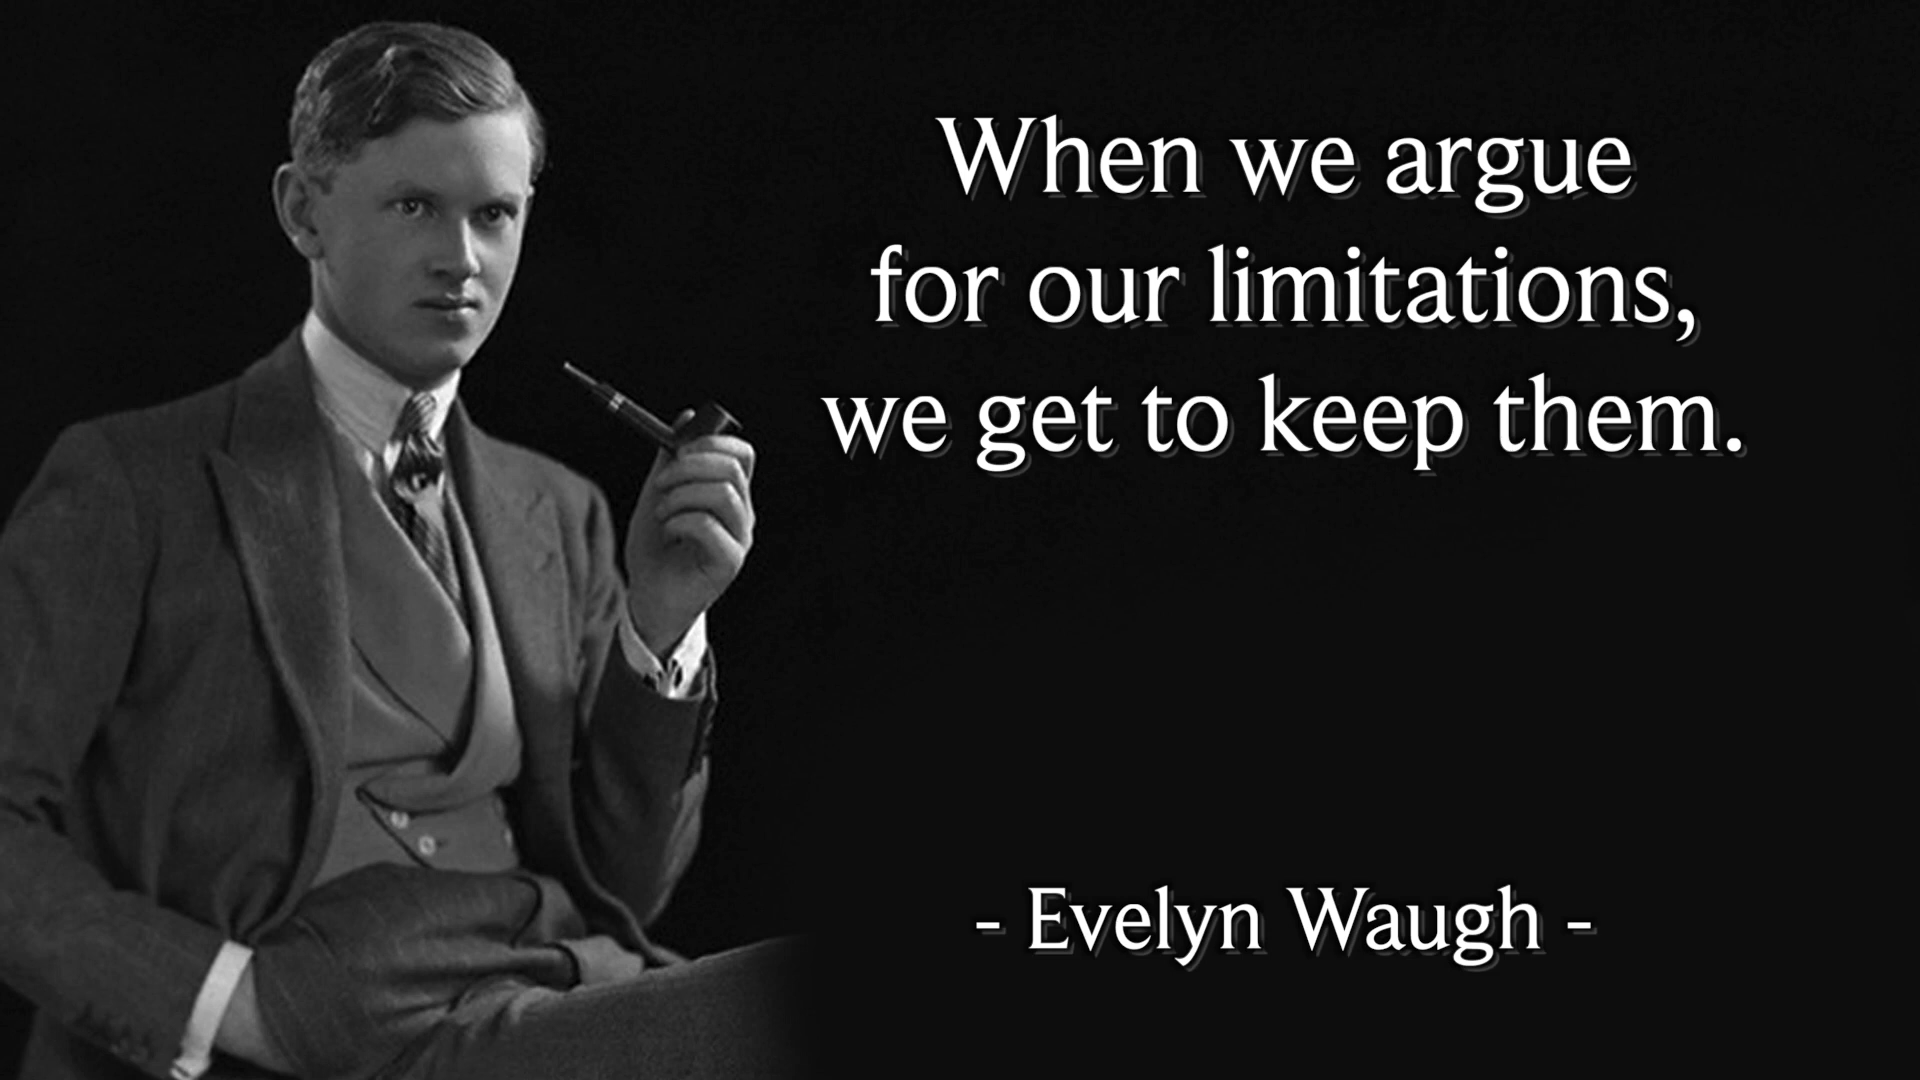 When we argue
for our limitations,
we get to keep them.
- Evelyn Waugh -